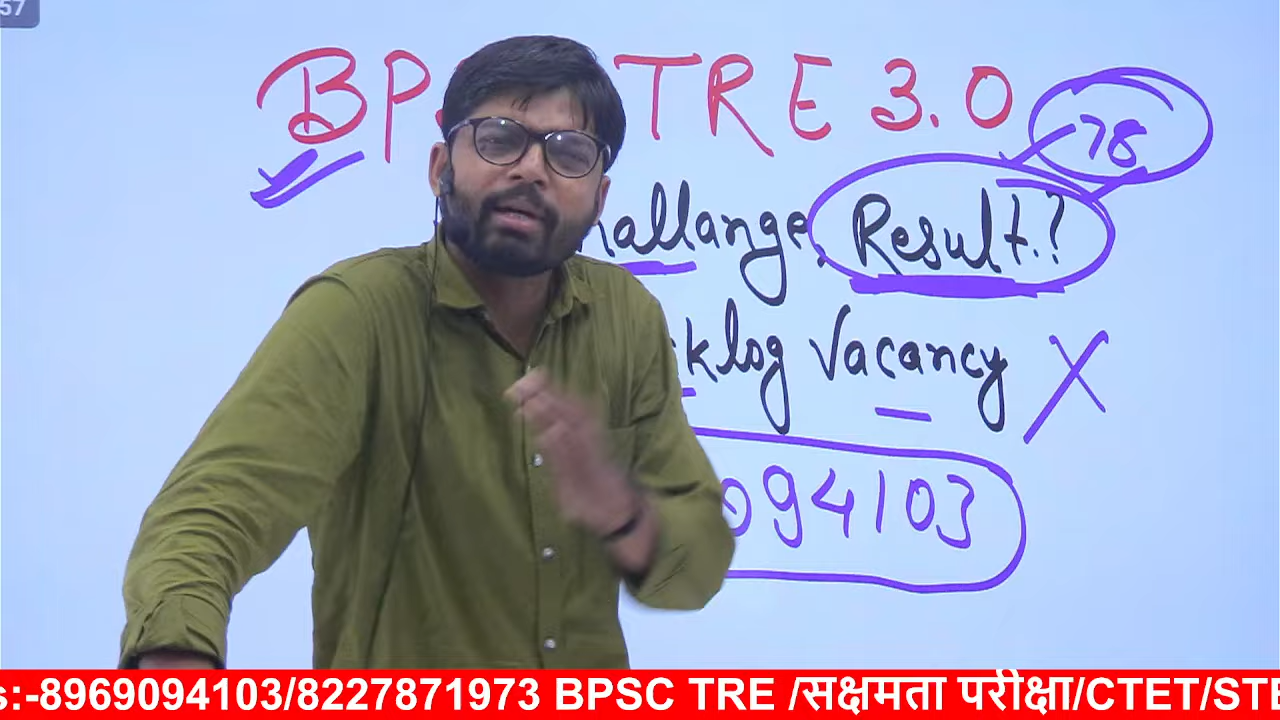 57
BPS TRE 3.0
78
hallange, Result.?
klog Vacancy X
094103
s:-8969094103/8227871973 BPSC TRE /सक्षमता परीक्षा/CTET/STE